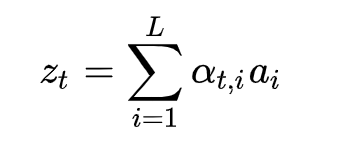 $z_t = \sum_{i=1}^{L} \alpha_{t,i} a_i$